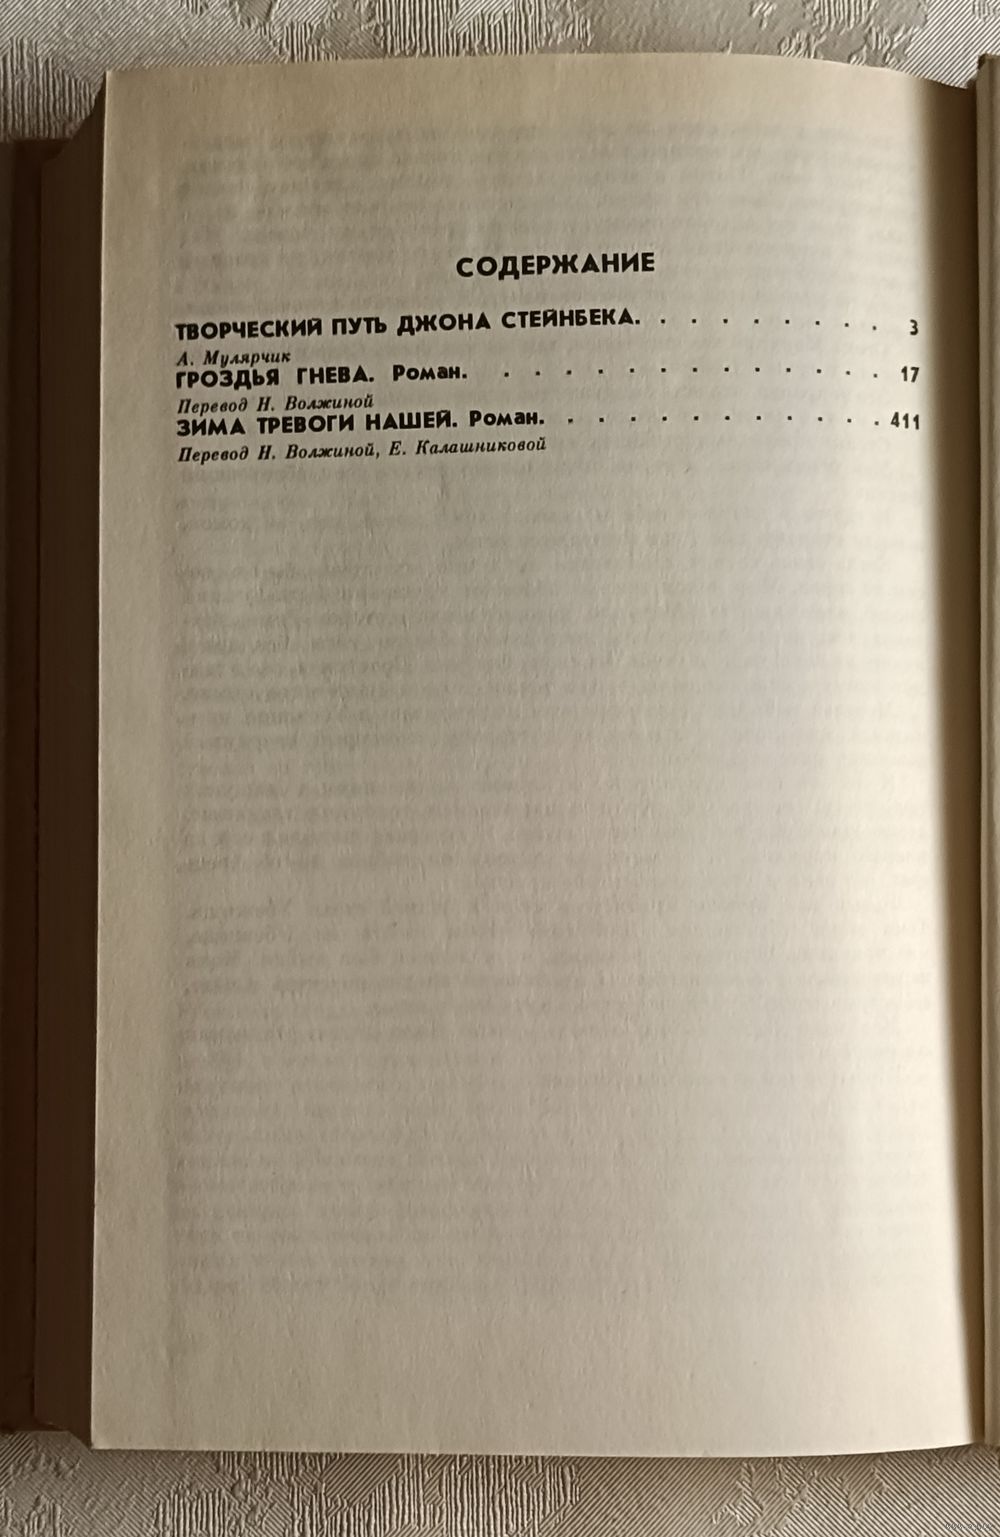 СОДЕРЖАНИЕ
ТВОРЧЕСКИЙ ПУТЬ ДЖОНА СТЕЙНБЕКА. . . . . . . . . 3
А. Мулярчик
ГРОЗДЬЯ ГНЕВА. Роман. . . . . . . . . . . . . . 17
Перевод Н. Волжиной
ЗИМА ТРЕВОГИ НАШЕЙ. Роман. . . . . . . . . . . . 411
Перевод Н. Волжиной, Е. Калашниковой